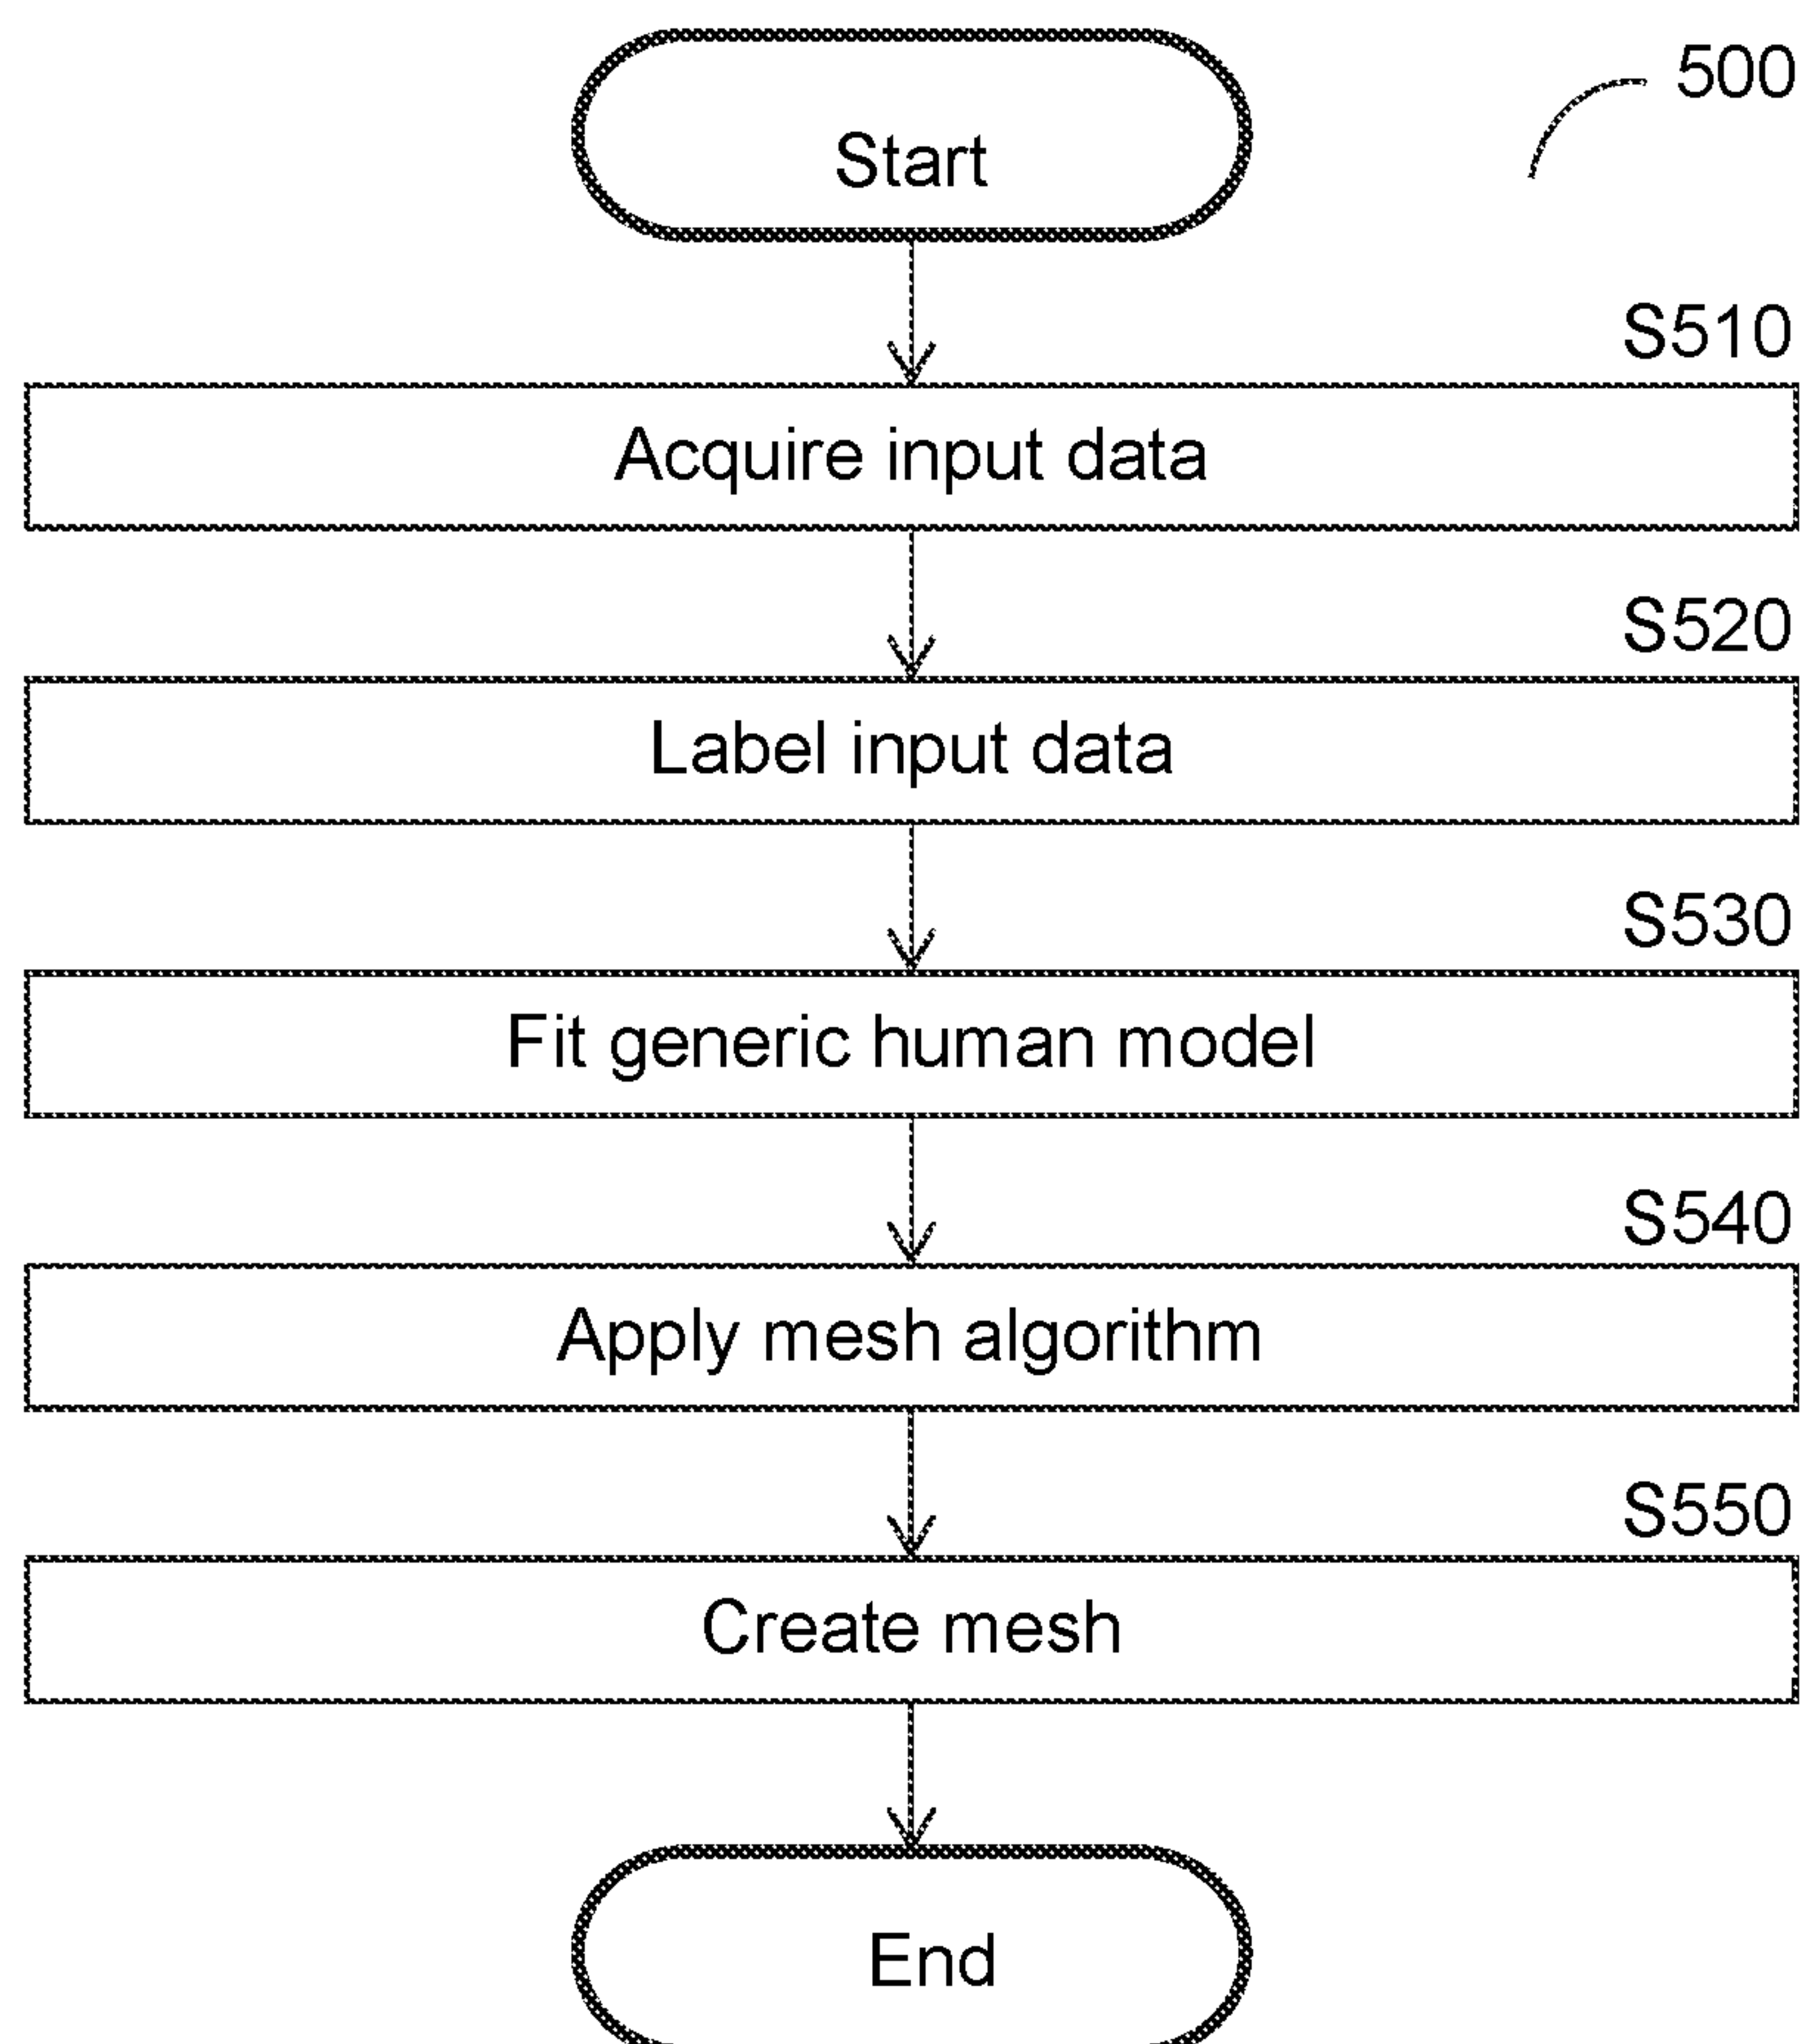 500
Start
S510
Acquire input data
S520
Label input data
S530
Fit generic human model
S540
Apply mesh algorithm
S550
Create mesh
End